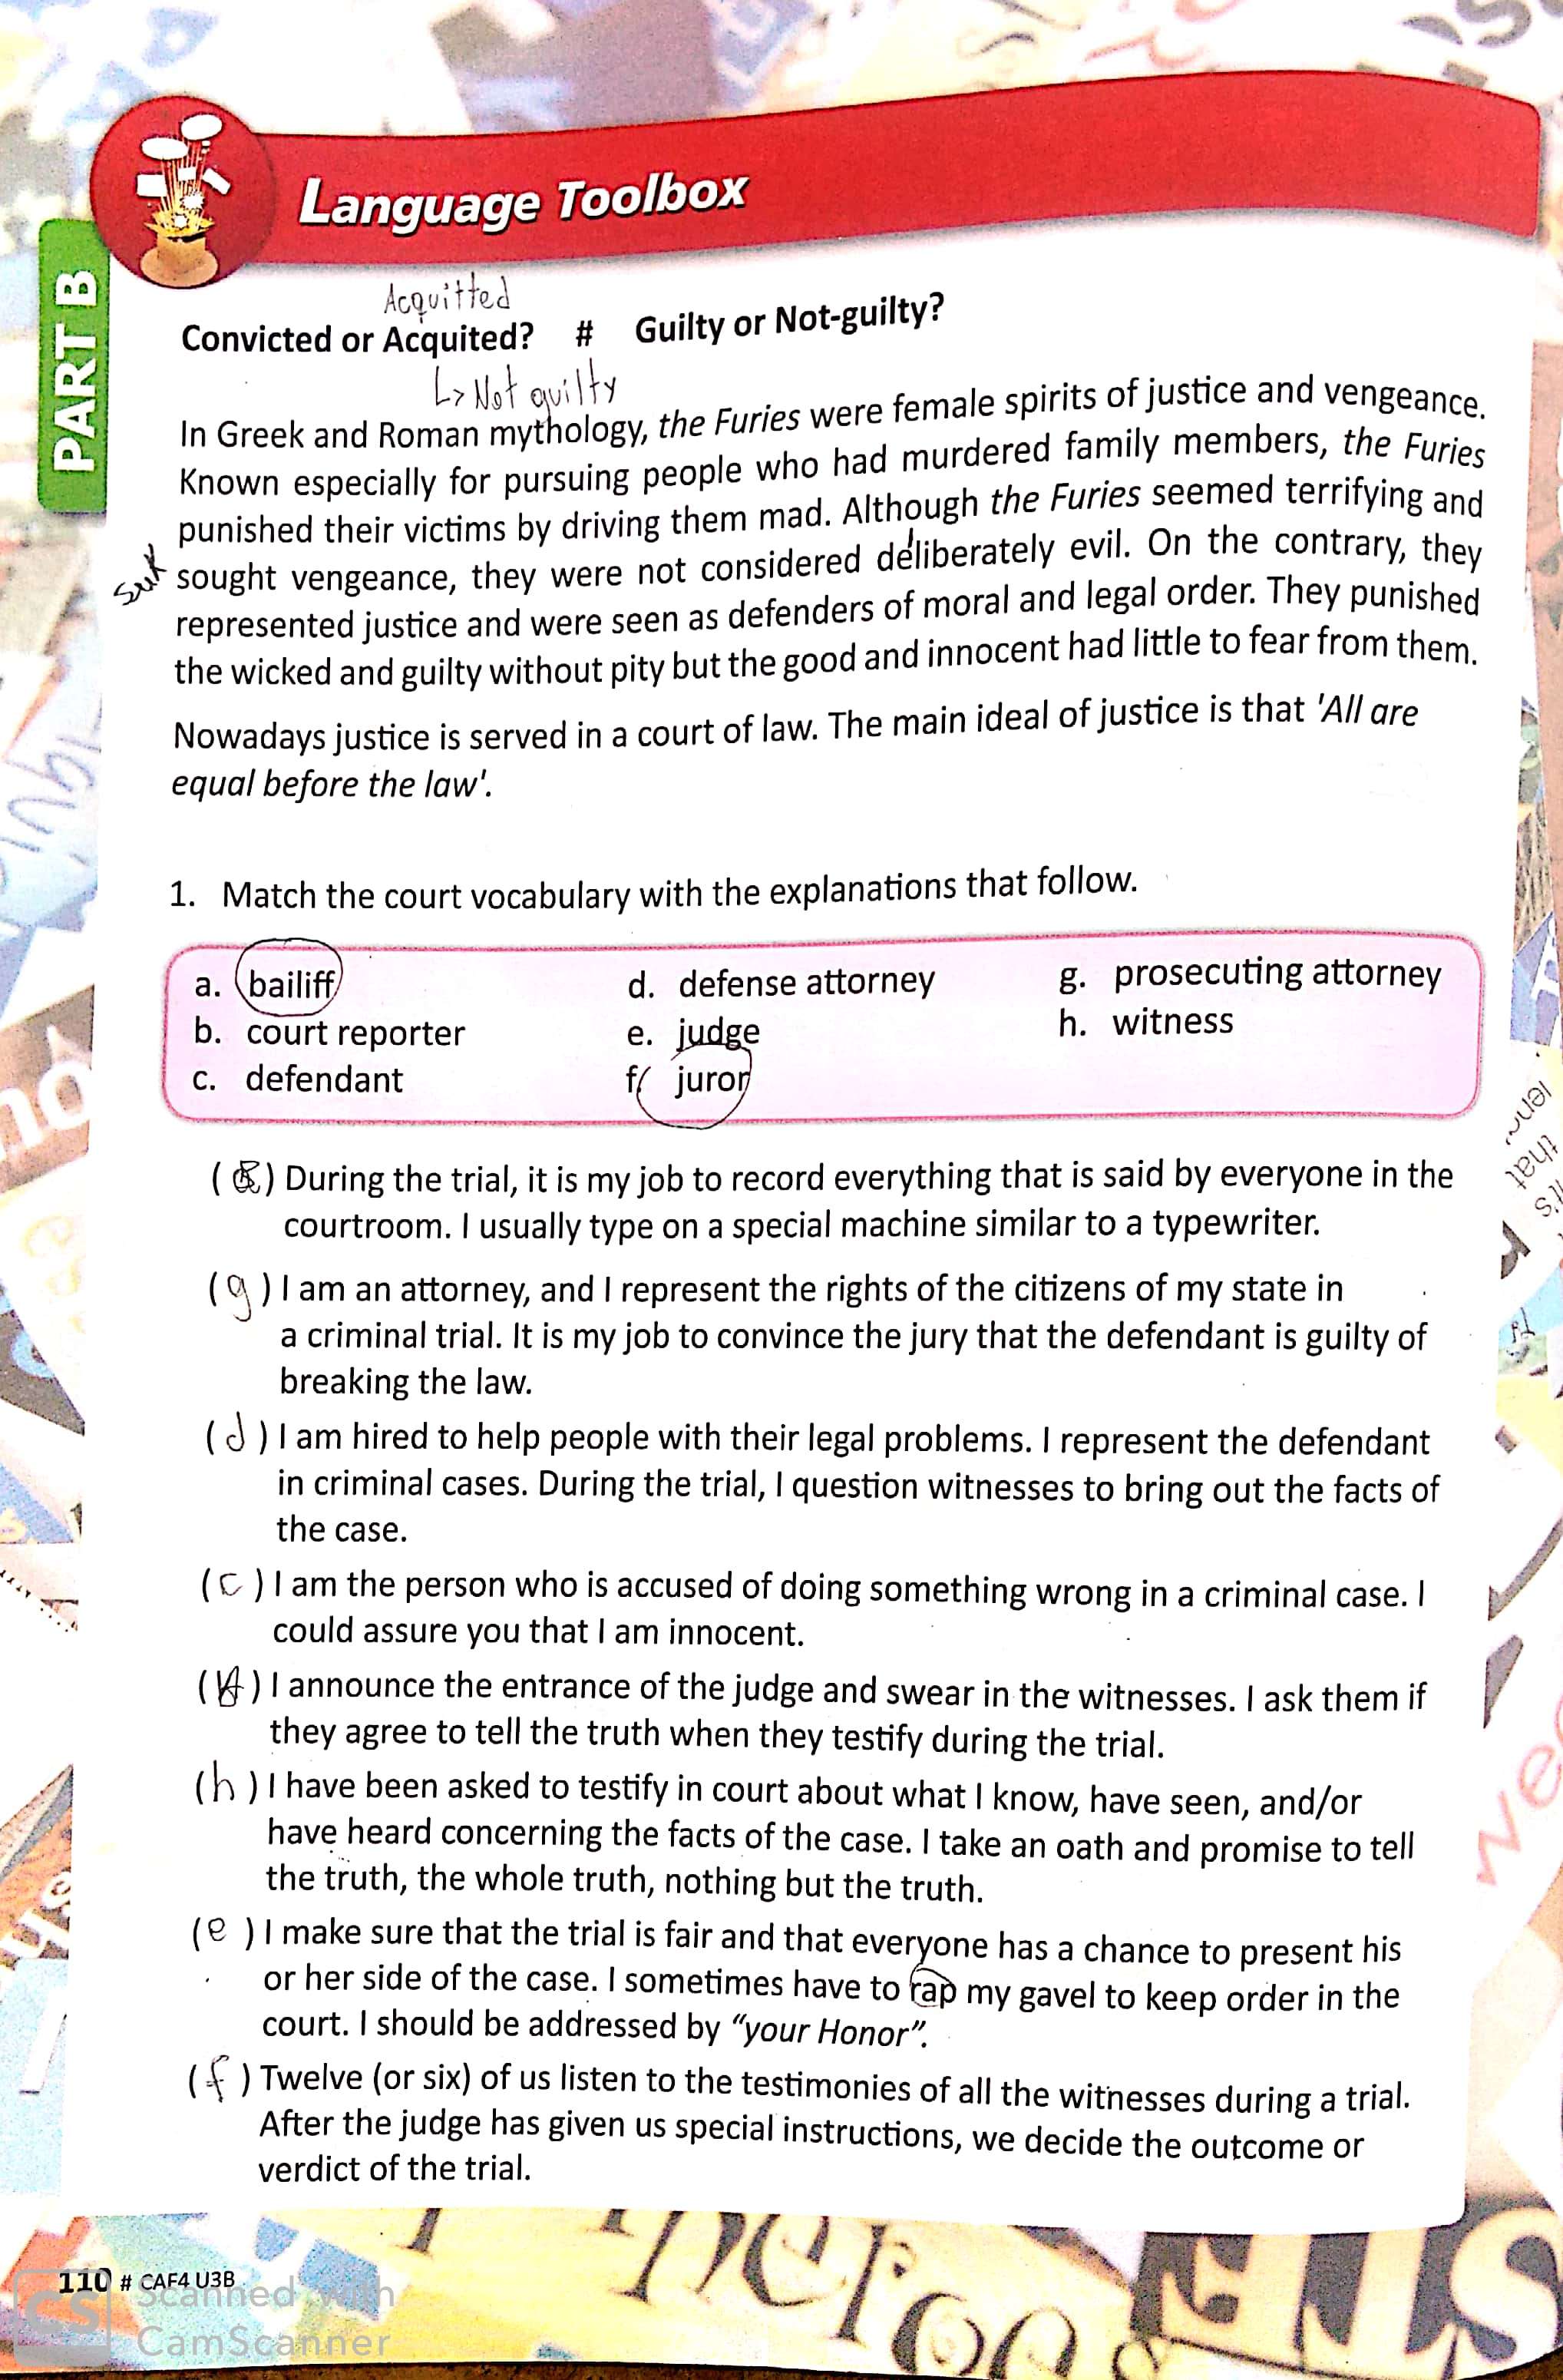 Language Toolbox
PART B
Acquitted
Convicted or Acquited? # Guilty or Not-guilty?
↳ Not guilty
In Greek and Roman mythology, the Furies were female spirits of justice and vengeance.
Known especially for pursuing people who had murdered family members, the Furies
punished their victims by driving them mad. Although the Furies seemed terrifying and
sought vengeance, they were not considered deliberately evil. On the contrary, they
represented justice and were seen as defenders of moral and legal order. They punished
the wicked and guilty without pity but the good and innocent had little to fear from them.
Nowadays justice is served in a court of law. The main ideal of justice is that 'All are
equal before the law'.
1. Match the court vocabulary with the explanations that follow.
a. bailiff d. defense attorney g. prosecuting attorney
b. court reporter e. judge h. witness
c. defendant f. juror
( ) During the trial, it is my job to record everything that is said by everyone in the
courtroom. I usually type on a special machine similar to a typewriter.
(g) I am an attorney, and I represent the rights of the citizens of my state in
a criminal trial. It is my job to convince the jury that the defendant is guilty of
breaking the law.
(d) I am hired to help people with their legal problems. I represent the defendant
in criminal cases. During the trial, I question witnesses to bring out the facts of
the case.
(c) I am the person who is accused of doing something wrong in a criminal case. I
could assure you that I am innocent.
( ) I announce the entrance of the judge and swear in the witnesses. I ask them if
they agree to tell the truth when they testify during the trial.
(h) I have been asked to testify in court about what I know, have seen, and/or
have heard concerning the facts of the case. I take an oath and promise to tell
the truth, the whole truth, nothing but the truth.
(e) I make sure that the trial is fair and that everyone has a chance to present his
or her side of the case. I sometimes have to rap my gavel to keep order in the
court. I should be addressed by “your Honor”.
(f) Twelve (or six) of us listen to the testimonies of all the witnesses during a trial.
After the judge has given us special instructions, we decide the outcome or
verdict of the trial.
110 # CAF4 U3B
CS Scanned with
CamScanner